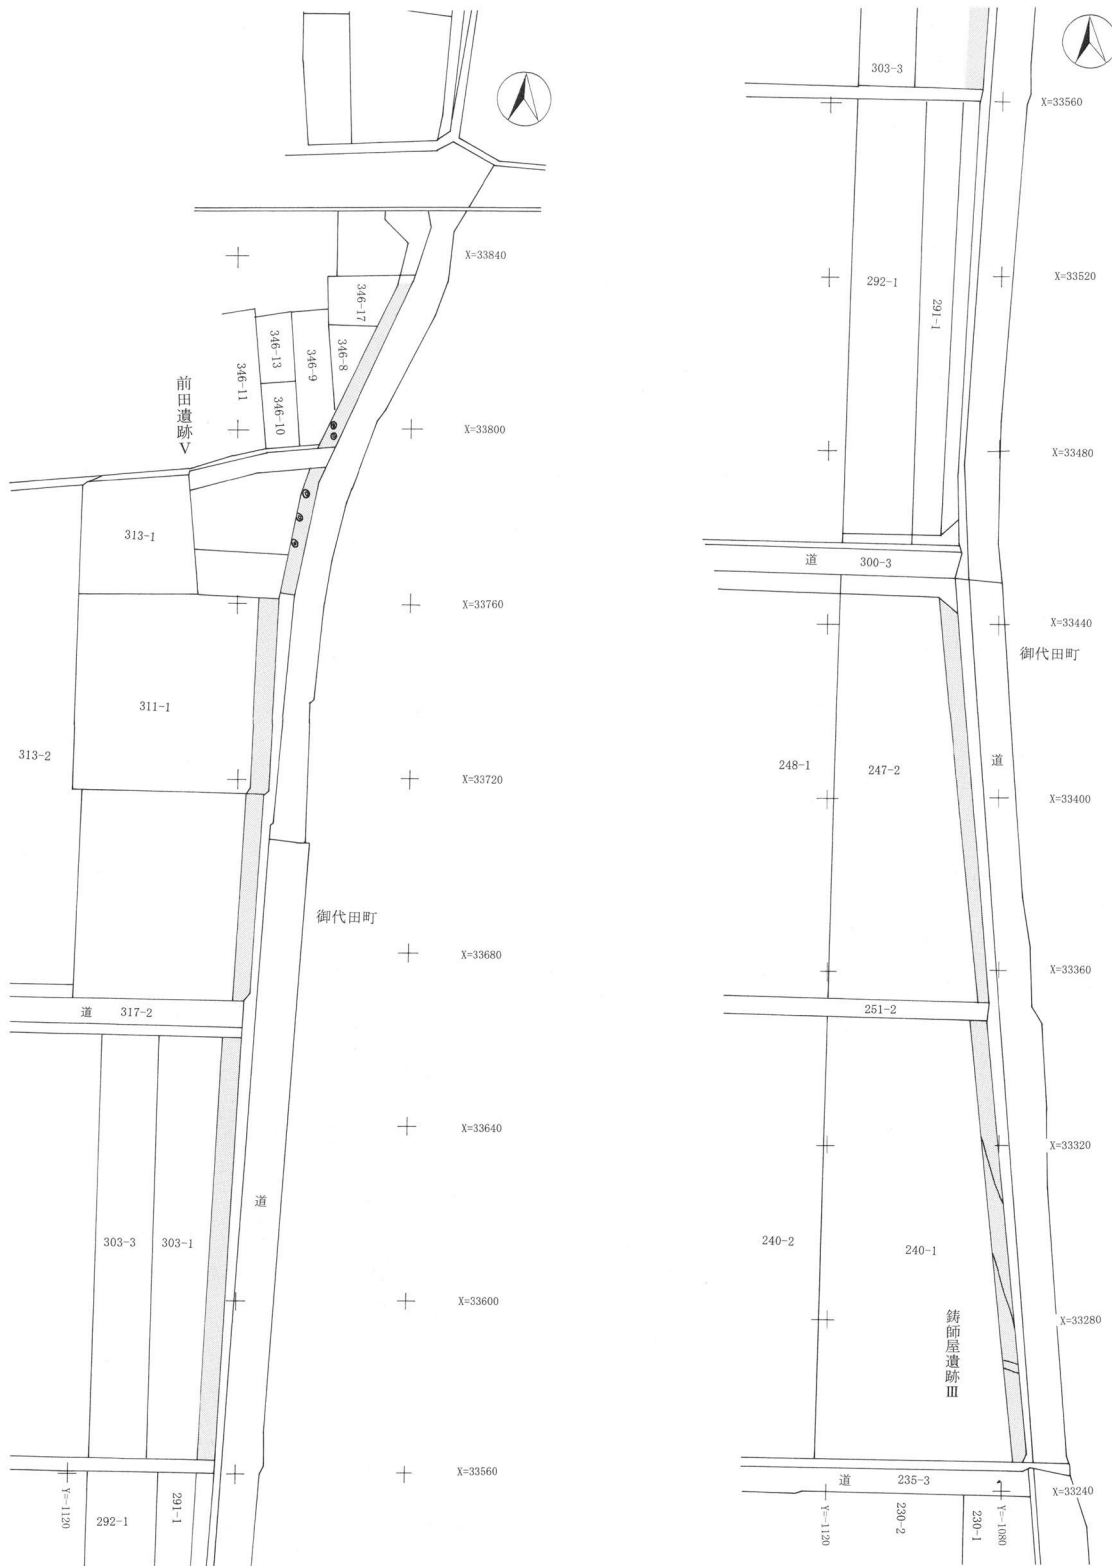 X=33840
346-17
346-13
346-9
346-8
346-11
346-10
前田遺跡Ⅴ
X=33800
313-1
X=33760
311-1
313-2
X=33720
御代田町
X=33680
道 317-2
X=33640
道
303-3
303-1
X=33600
X=33560
Y=-1120
292-1
291-1
303-3
X=33560
X=33520
292-1
291-1
X=33480
道 300-3
X=33440
御代田町
道
248-1
247-2
X=33400
X=33360
251-2
X=33320
240-2
240-1
X=33280
鋳師屋遺跡Ⅲ
道 235-3
X=33240
Y=-1120
230-2
230-1
Y=-1080